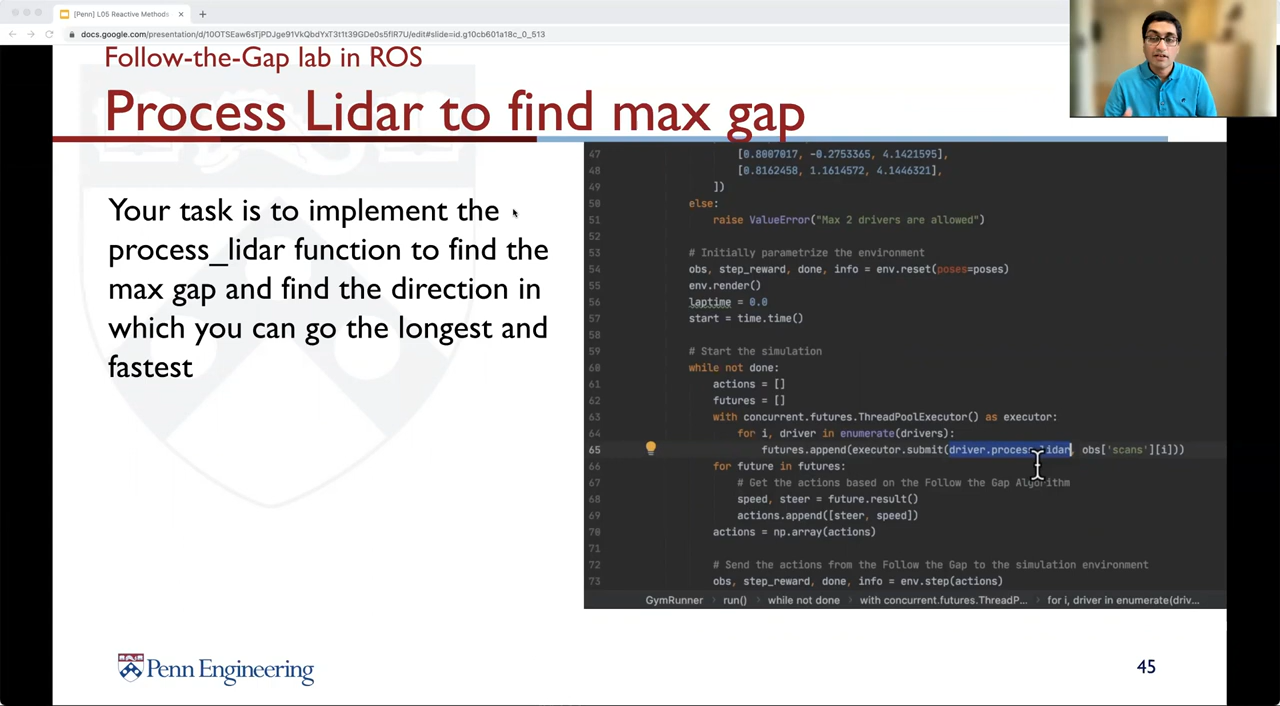 [Penn] L05 Reactive Methods
docs.google.com/presentation/d/10OTSEaw6sTjPDJge91VkQbdYxT3t1t39GDe0s5flR7U/edit#slide=id.g10cb601a18c_0_513
Follow-the-Gap lab in ROS
Process Lidar to find max gap
Your task is to implement the
process_lidar function to find the
max gap and find the direction in
which you can go the longest and
fastest
47 [0.8007017, -0.2753365, 4.1421595],
48 [0.8162458, 1.1614572, 4.1446321],
49 ])
50 else:
51 raise ValueError("Max 2 drivers are allowed")
52
53 # Initially parametrize the environment
54 obs, step_reward, done, info = env.reset(poses=poses)
55 env.render()
56 laptime = 0.0
57 start = time.time()
58
59 # Start the simulation
60 while not done:
61 actions = []
62 futures = []
63 with concurrent.futures.ThreadPoolExecutor() as executor:
64 for i, driver in enumerate(drivers):
65 futures.append(executor.submit(driver.process_lidar, obs['scans'][i]))
66 for future in futures:
67 # Get the actions based on the Follow the Gap Algorithm
68 speed, steer = future.result()
69 actions.append([steer, speed])
70 actions = np.array(actions)
71
72 # Send the actions from the Follow the Gap to the simulation environment
73 obs, step_reward, done, info = env.step(actions)
GymRunner › run() › while not done › with concurrent.futures.ThreadP... › for i, driver in enumerate(driv...
Penn Engineering
45